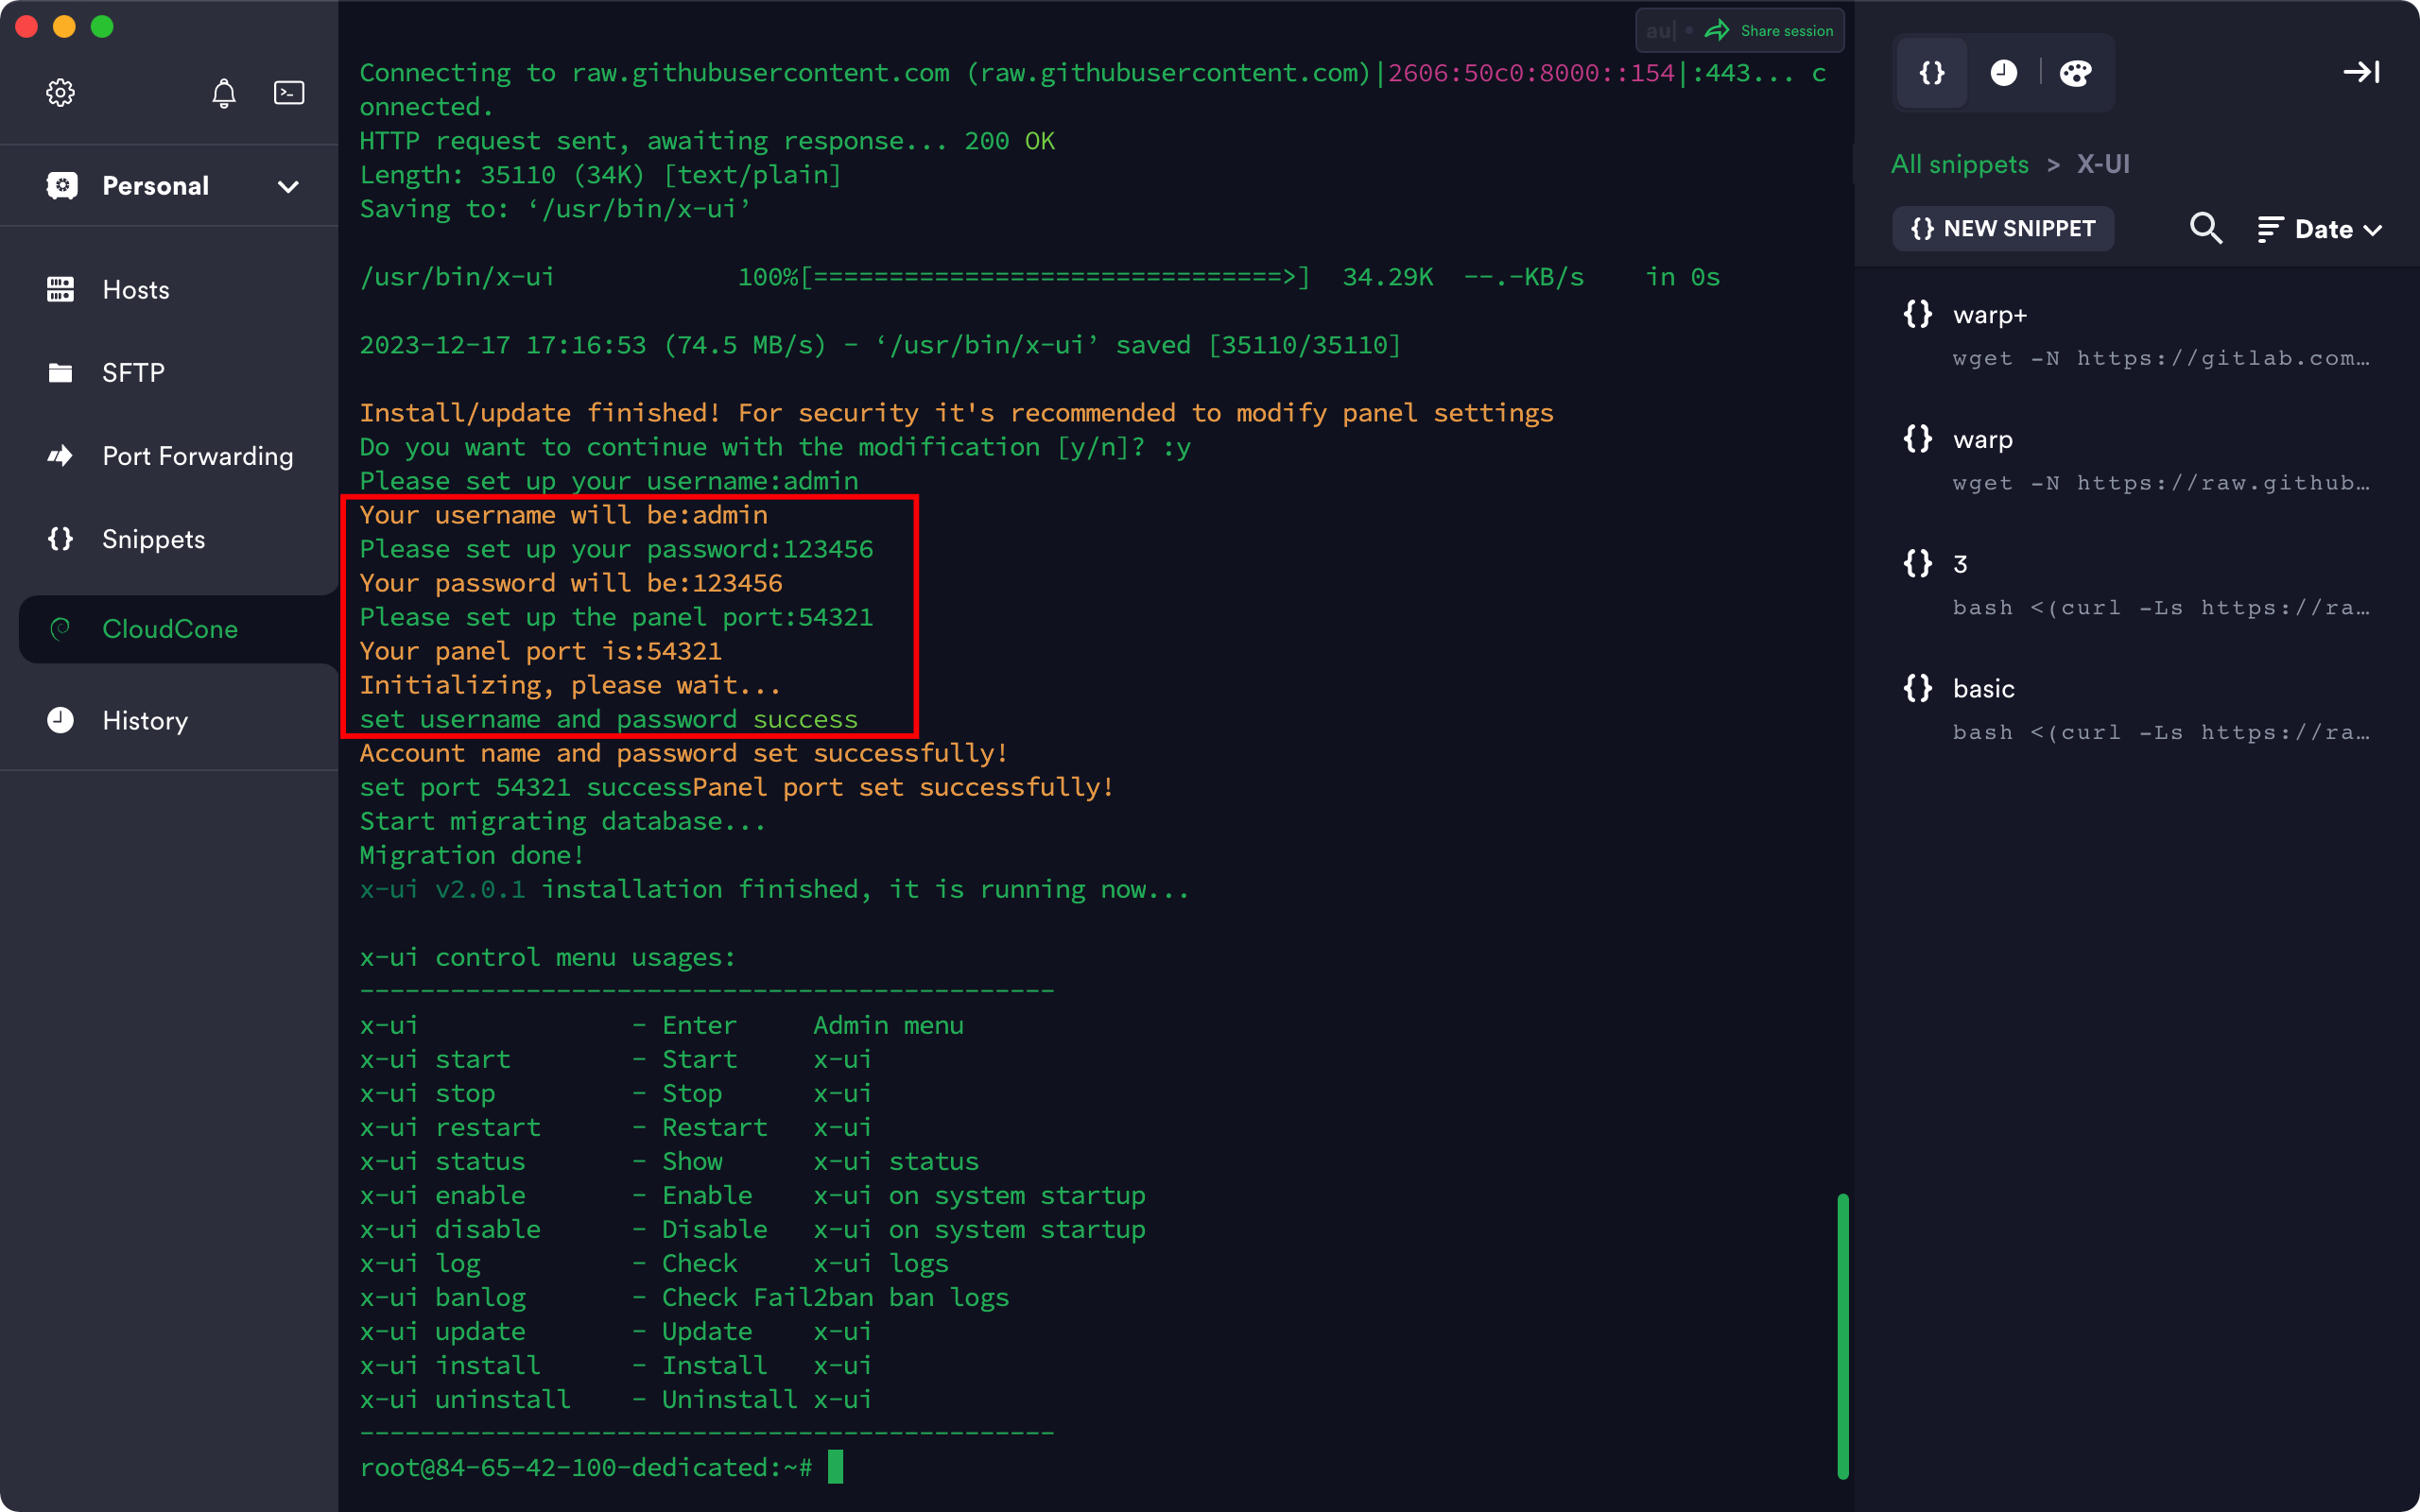 Personal
Hosts
SFTP
Port Forwarding
Snippets
CloudCone
History
Share session
Connecting to raw.githubusercontent.com (raw.githubusercontent.com)|2606:50c0:8000::154|:443... c
onnected.
HTTP request sent, awaiting response... 200 OK
Length: 35110 (34K) [text/plain]
Saving to: ‘/usr/bin/x-ui’
/usr/bin/x-ui 100%[===============================>] 34.29K --.-KB/s in 0s
2023-12-17 17:16:53 (74.5 MB/s) - ‘/usr/bin/x-ui’ saved [35110/35110]
Install/update finished! For security it's recommended to modify panel settings
Do you want to continue with the modification [y/n]? :y
Please set up your username:admin
Your username will be:admin
Please set up your password:123456
Your password will be:123456
Please set up the panel port:54321
Your panel port is:54321
Initializing, please wait...
set username and password success
Account name and password set successfully!
set port 54321 successPanel port set successfully!
Start migrating database...
Migration done!
x-ui v2.0.1 installation finished, it is running now...
x-ui control menu usages:
----------------------------------------------
x-ui - Enter Admin menu
x-ui start - Start x-ui
x-ui stop - Stop x-ui
x-ui restart - Restart x-ui
x-ui status - Show x-ui status
x-ui enable - Enable x-ui on system startup
x-ui disable - Disable x-ui on system startup
x-ui log - Check x-ui logs
x-ui banlog - Check Fail2ban ban logs
x-ui update - Update x-ui
x-ui install - Install x-ui
x-ui uninstall - Uninstall x-ui
----------------------------------------------
root@84-65-42-100-dedicated:~#
All snippets > X-UI
{} NEW SNIPPET
Date
{} warp+
wget -N https://gitlab.com…
{} warp
wget -N https://raw.github…
{} 3
bash <(curl -Ls https://ra…
{} basic
bash <(curl -Ls https://ra…